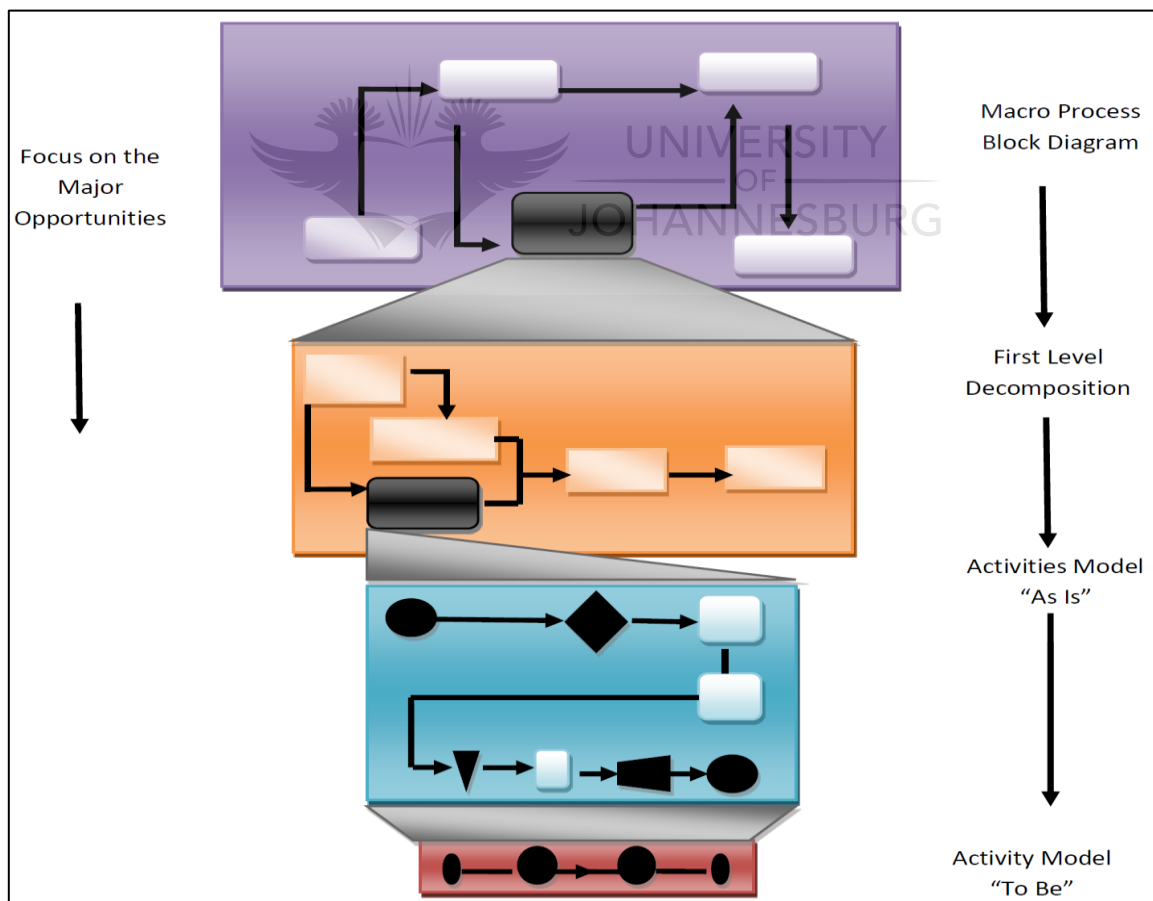 Focus on the
Major
Opportunities
UNIVERSITY
OF
JOHANNESBURG
Macro Process
Block Diagram
First Level
Decomposition
Activities Model
“As Is”
Activity Model
“To Be”